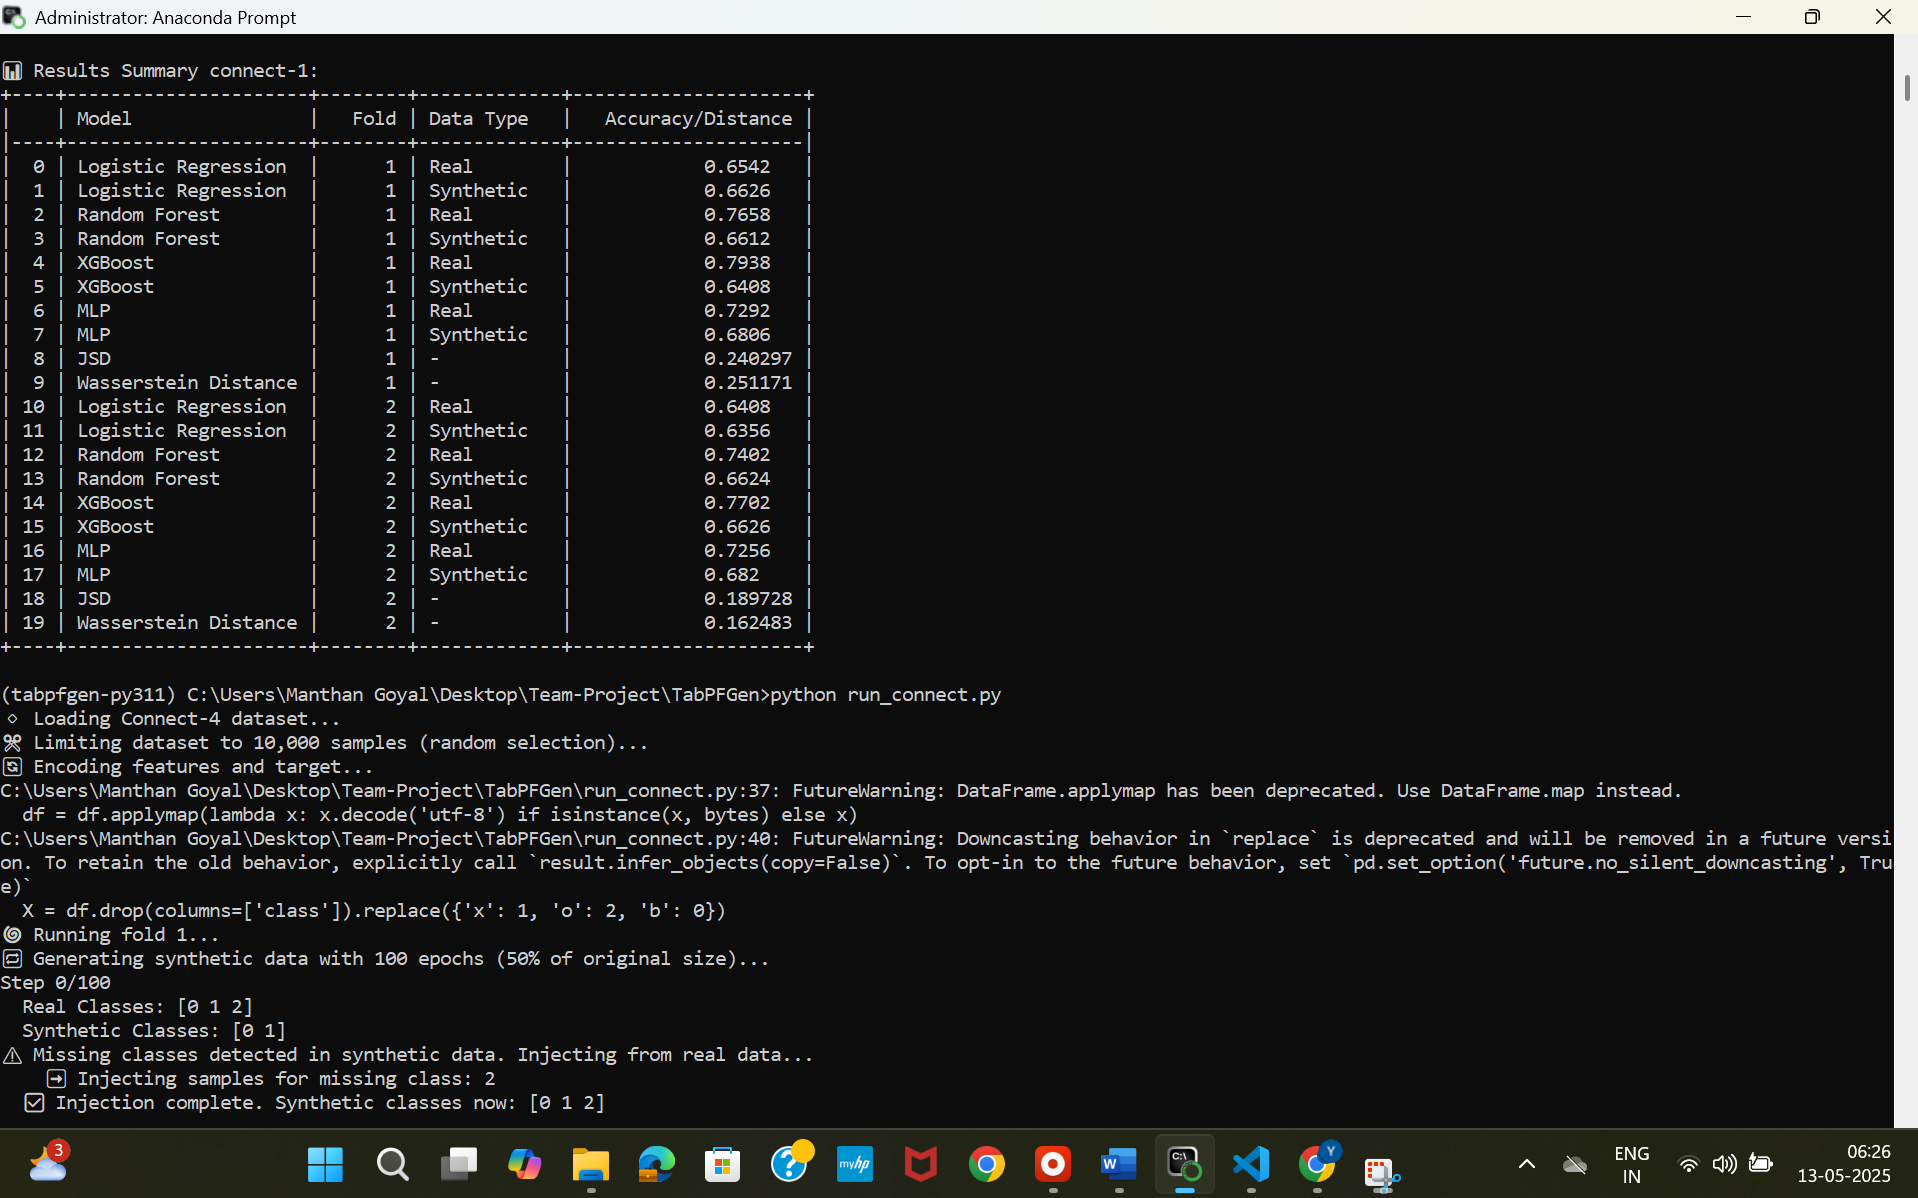 Administrator: Anaconda Prompt
Results Summary connect-1:
+----+----------------------+--------+-------------+---------------------+
|    | Model                |   Fold | Data Type   |   Accuracy/Distance |
|----+----------------------+--------+-------------+---------------------|
|  0 | Logistic Regression  |      1 | Real        |            0.6542   |
|  1 | Logistic Regression  |      1 | Synthetic   |            0.6626   |
|  2 | Random Forest        |      1 | Real        |            0.7658   |
|  3 | Random Forest        |      1 | Synthetic   |            0.6612   |
|  4 | XGBoost              |      1 | Real        |            0.7938   |
|  5 | XGBoost              |      1 | Synthetic   |            0.6408   |
|  6 | MLP                  |      1 | Real        |            0.7292   |
|  7 | MLP                  |      1 | Synthetic   |            0.6806   |
|  8 | JSD                  |      1 | -           |            0.240297 |
|  9 | Wasserstein Distance |      1 | -           |            0.251171 |
| 10 | Logistic Regression  |      2 | Real        |            0.6408   |
| 11 | Logistic Regression  |      2 | Synthetic   |            0.6356   |
| 12 | Random Forest        |      2 | Real        |            0.7402   |
| 13 | Random Forest        |      2 | Synthetic   |            0.6624   |
| 14 | XGBoost              |      2 | Real        |            0.7702   |
| 15 | XGBoost              |      2 | Synthetic   |            0.6626   |
| 16 | MLP                  |      2 | Real        |            0.7256   |
| 17 | MLP                  |      2 | Synthetic   |            0.682    |
| 18 | JSD                  |      2 | -           |            0.189728 |
| 19 | Wasserstein Distance |      2 | -           |            0.162483 |
+----+----------------------+--------+-------------+---------------------+
(tabpfgen-py311) C:\Users\Manthan Goyal\Desktop\Team-Project\TabPFGen>python run_connect.py
Loading Connect-4 dataset...
Limiting dataset to 10,000 samples (random selection)...
Encoding features and target...
C:\Users\Manthan Goyal\Desktop\Team-Project\TabPFGen\run_connect.py:37: FutureWarning: DataFrame.applymap has been deprecated. Use DataFrame.map instead.
  df = df.applymap(lambda x: x.decode('utf-8') if isinstance(x, bytes) else x)
C:\Users\Manthan Goyal\Desktop\Team-Project\TabPFGen\run_connect.py:40: FutureWarning: Downcasting behavior in `replace` is deprecated and will be removed in a future versi
on. To retain the old behavior, explicitly call `result.infer_objects(copy=False)`. To opt-in to the future behavior, set `pd.set_option('future.no_silent_downcasting', Tru
e)`
  X = df.drop(columns=['class']).replace({'x': 1, 'o': 2, 'b': 0})
Running fold 1...
Generating synthetic data with 100 epochs (50% of original size)...
Step 0/100
  Real Classes: [0 1 2]
  Synthetic Classes: [0 1]
Missing classes detected in synthetic data. Injecting from real data...
Injecting samples for missing class: 2
Injection complete. Synthetic classes now: [0 1 2]
3
myhp
W
C:\
Y
ENG
IN
06:26
13-05-2025